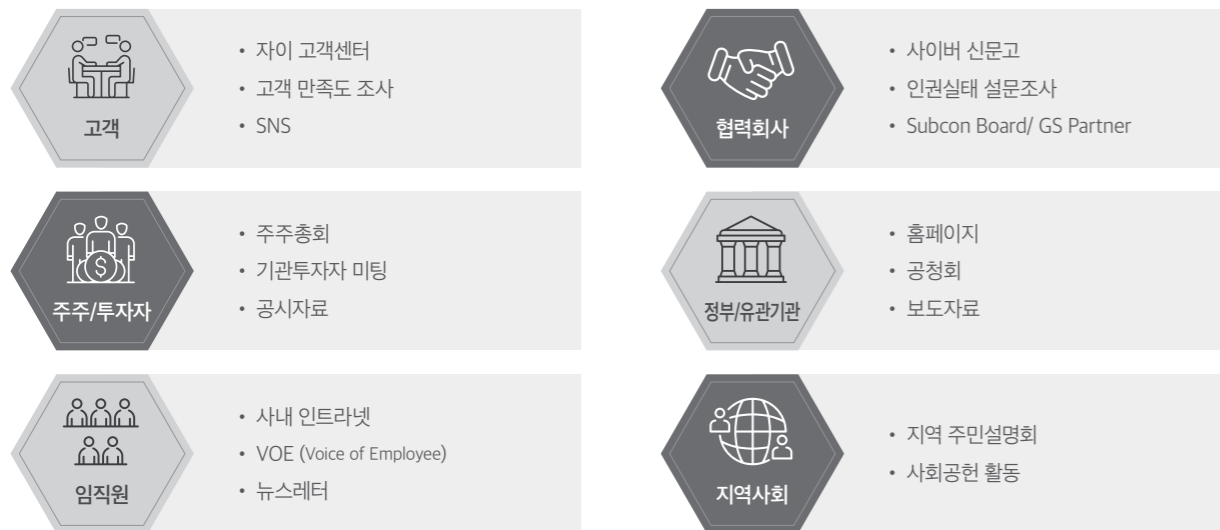 고객
• 자이 고객센터
• 고객 만족도 조사
• SNS
협력회사
• 사이버 신문고
• 인권실태 설문조사
• Subcon Board/ GS Partner
주주/투자자
• 주주총회
• 기관투자자 미팅
• 공시자료
정부/유관기관
• 홈페이지
• 공청회
• 보도자료
임직원
• 사내 인트라넷
• VOE (Voice of Employee)
• 뉴스레터
지역사회
• 지역 주민설명회
• 사회공헌 활동